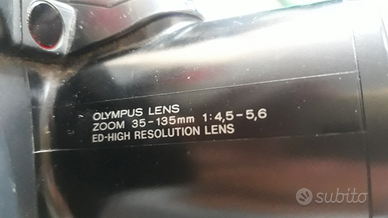 OLYMPUS LENS
ZOOM 35-135mm 1:4,5-5,6
ED-HIGH RESOLUTION LENS
subito